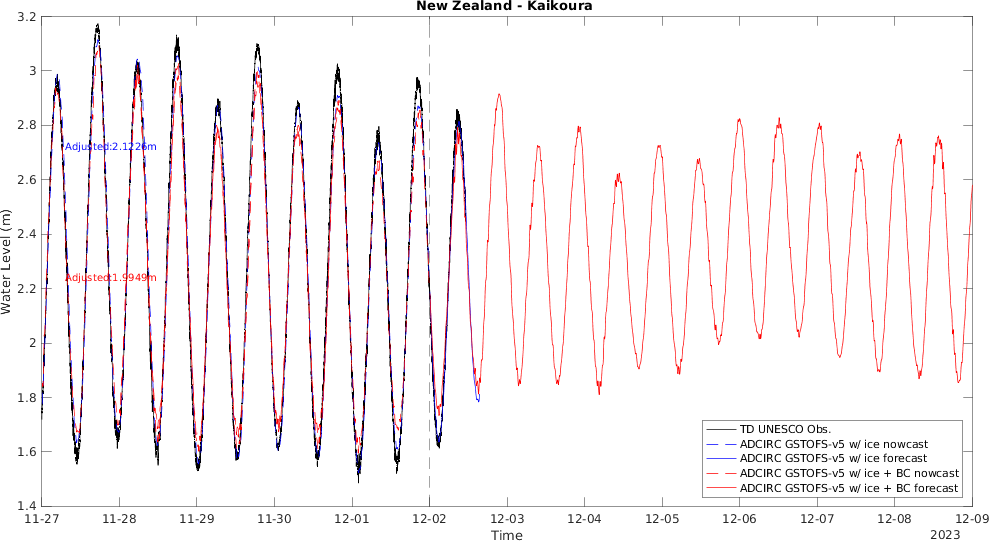 New Zealand - Kaikoura
Water Level (m)
3.2
3
2.8
2.6
2.4
2.2
2
1.8
1.6
1.4
Adjusted:2.1226m
Adjusted:1.9949m
TD UNESCO Obs.
ADCIRC GSTOFS-v5 w/ ice nowcast
ADCIRC GSTOFS-v5 w/ ice forecast
ADCIRC GSTOFS-v5 w/ ice + BC nowcast
ADCIRC GSTOFS-v5 w/ ice + BC forecast
11-27 11-28 11-29 11-30 12-01 12-02 12-03 12-04 12-05 12-06 12-07 12-08 12-09
Time
2023